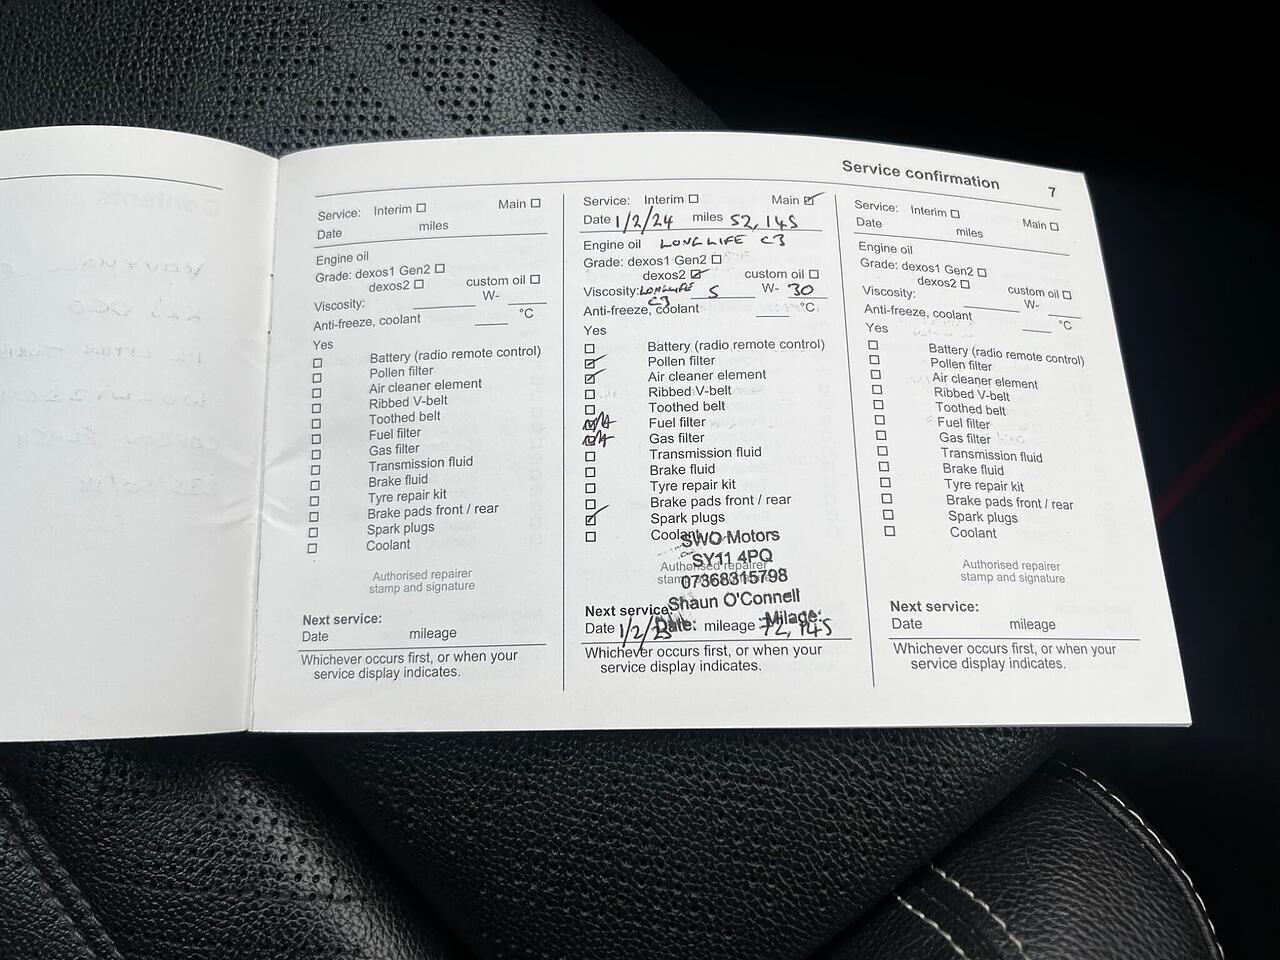 Service confirmation 7
Service: Interim Main
Date miles
Engine oil
Grade: dexos1 Gen2
dexos2 custom oil
Viscosity: W-
Anti-freeze, coolant °C
Yes
Battery (radio remote control)
Pollen filter
Air cleaner element
Ribbed V-belt
Toothed belt
Fuel filter
Gas filter
Transmission fluid
Brake fluid
Tyre repair kit
Brake pads front / rear
Spark plugs
Coolant
Authorised repairer
stamp and signature
Next service:
Date mileage
Whichever occurs first, or when your
service display indicates.
Service: Interim Main
Date 1/2/24 miles 52,145
Engine oil LONGLIFE C3
Grade: dexos1 Gen2
dexos2 custom oil
Viscosity: LONGLIFE C3 5 W- 30
Anti-freeze, coolant °C
Yes
Battery (radio remote control)
Pollen filter
Air cleaner element
Ribbed V-belt
Toothed belt
N/A Fuel filter
N/A Gas filter
Transmission fluid
Brake fluid
Tyre repair kit
Brake pads front / rear
Spark plugs
Coolant
SWO Motors
SY11 4PQ
Authorised repairer
07368315798
Shaun O'Connell
Next service:
Date: Milage:
Date 1/2/25 mileage 72,145
Whichever occurs first, or when your
service display indicates.
Service: Interim Main
Date miles
Engine oil
Grade: dexos1 Gen2
dexos2 custom oil
Viscosity: W-
Anti-freeze, coolant °C
Yes
Battery (radio remote control)
Pollen filter
Air cleaner element
Ribbed V-belt
Toothed belt
Fuel filter
Gas filter
Transmission fluid
Brake fluid
Tyre repair kit
Brake pads front / rear
Spark plugs
Coolant
Authorised repairer
stamp and signature
Next service:
Date mileage
Whichever occurs first, or when your
service display indicates.